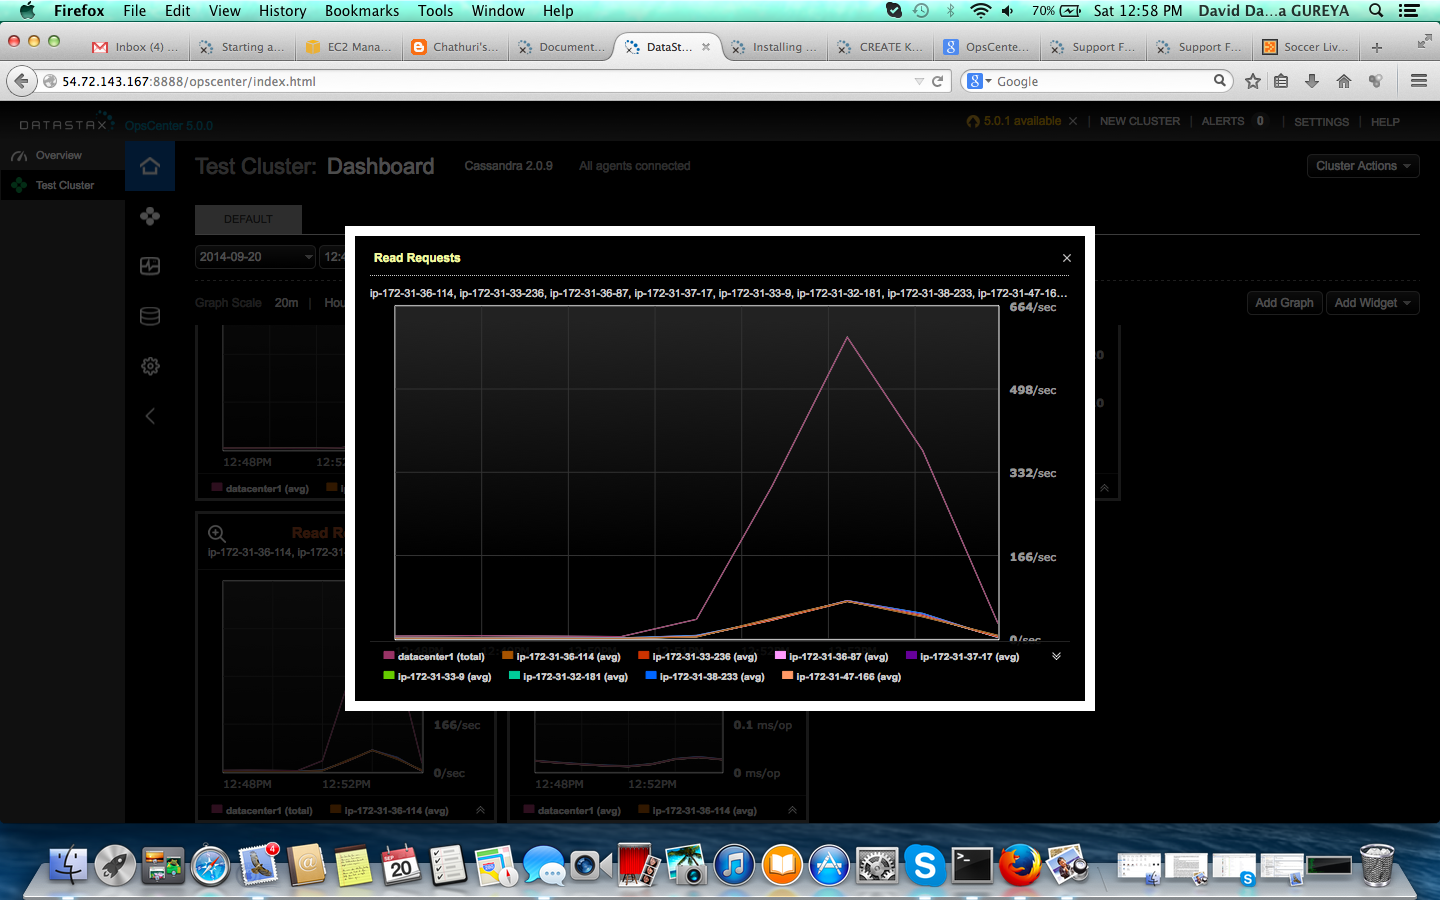 Firefox File Edit View History Bookmarks Tools Window Help 70% Sat 12:58 PM David Da...a GUREYA
Inbox (4) ... Starting a... EC2 Mana... Chathuri's... Document... DataSt... Installing ... CREATE K... OpsCente... Support F... Support F... Soccer Liv...
54.72.143.167:8888/opscenter/index.html Google
DATASTAX OpsCenter 5.0.0 5.0.1 available × | NEW CLUSTER | ALERTS 0 | SETTINGS | HELP
Overview
Test Cluster
Test Cluster: Dashboard Cassandra 2.0.9 All agents connected Cluster Actions
DEFAULT
2014-09-20 12:4
Graph Scale 20m | Hou Add Graph Add Widget
Read Requests
ip-172-31-36-114, ip-172-31-33-236, ip-172-31-36-87, ip-172-31-37-17, ip-172-31-33-9, ip-172-31-32-181, ip-172-31-38-233, ip-172-31-47-16...
664/sec
498/sec
332/sec
166/sec
0/sec
datacenter1 (total) ip-172-31-36-114 (avg) ip-172-31-33-236 (avg) ip-172-31-36-87 (avg) ip-172-31-37-17 (avg)
ip-172-31-33-9 (avg) ip-172-31-32-181 (avg) ip-172-31-38-233 (avg) ip-172-31-47-166 (avg)
12:48PM 12:52
datacenter1 (avg)
Read R
ip-172-31-36-114, ip-172-31
166/sec
0/sec
12:48PM 12:52PM
datacenter1 (total) ip-172-31-36-114 (avg)
0.1 ms/op
0 ms/op
12:48PM 12:52PM
datacenter1 (avg) ip-172-31-36-114 (avg)
4
SEP
20